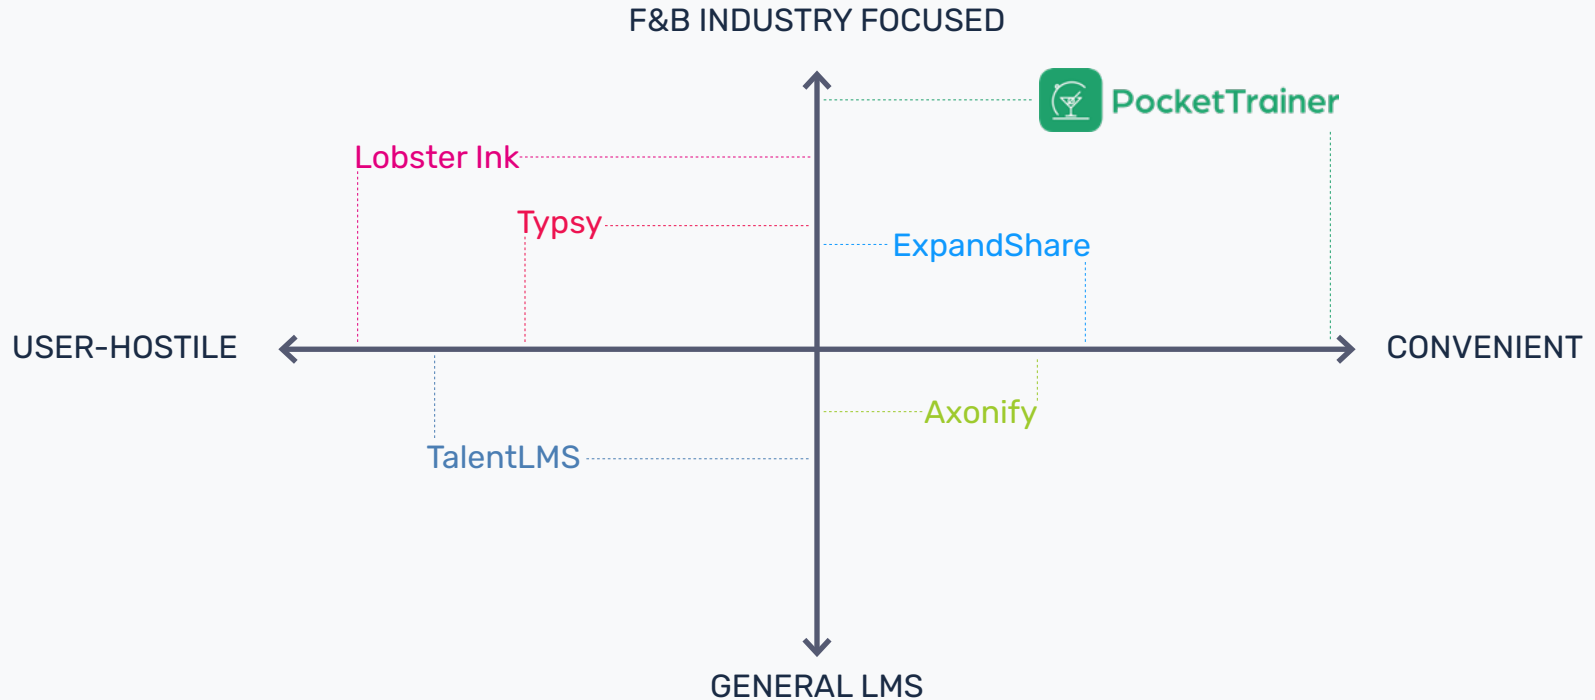 F&B INDUSTRY FOCUSED
PocketTrainer
Lobster Ink
Typsy
ExpandShare
USER-HOSTILE
CONVENIENT
Axonify
TalentLMS
GENERAL LMS